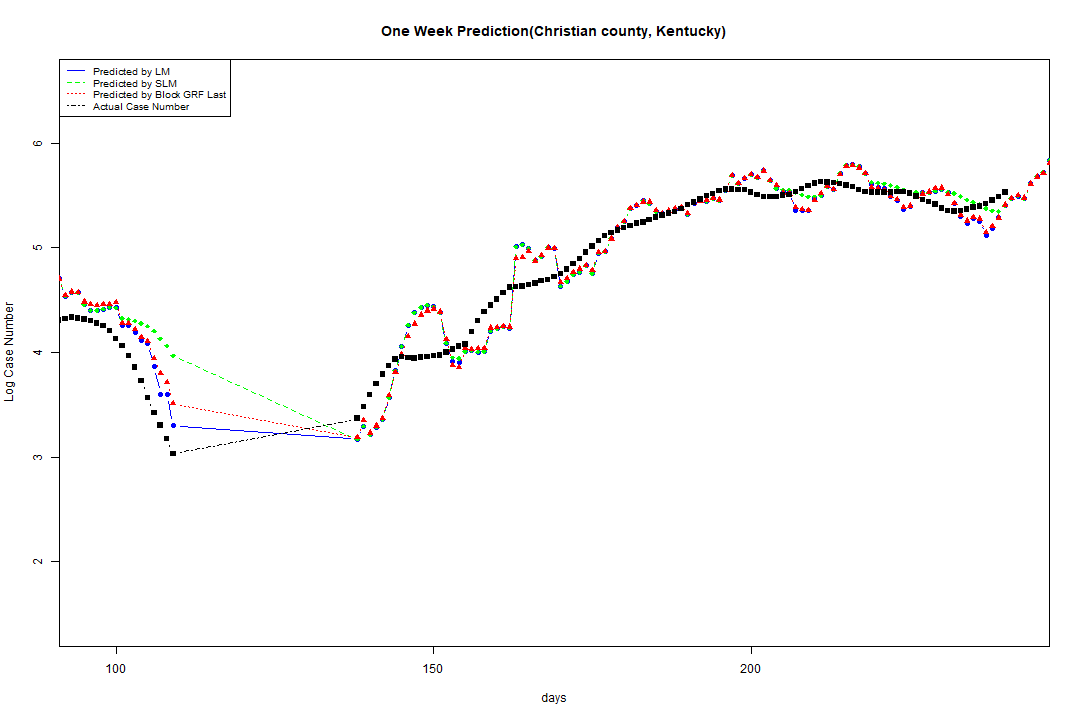 One Week Prediction(Christian county, Kentucky)
Predicted by LM
Predicted by SLM
Predicted by Block GRF Last
Actual Case Number
6
5
4
3
2
Log Case Number
100 150 200
days